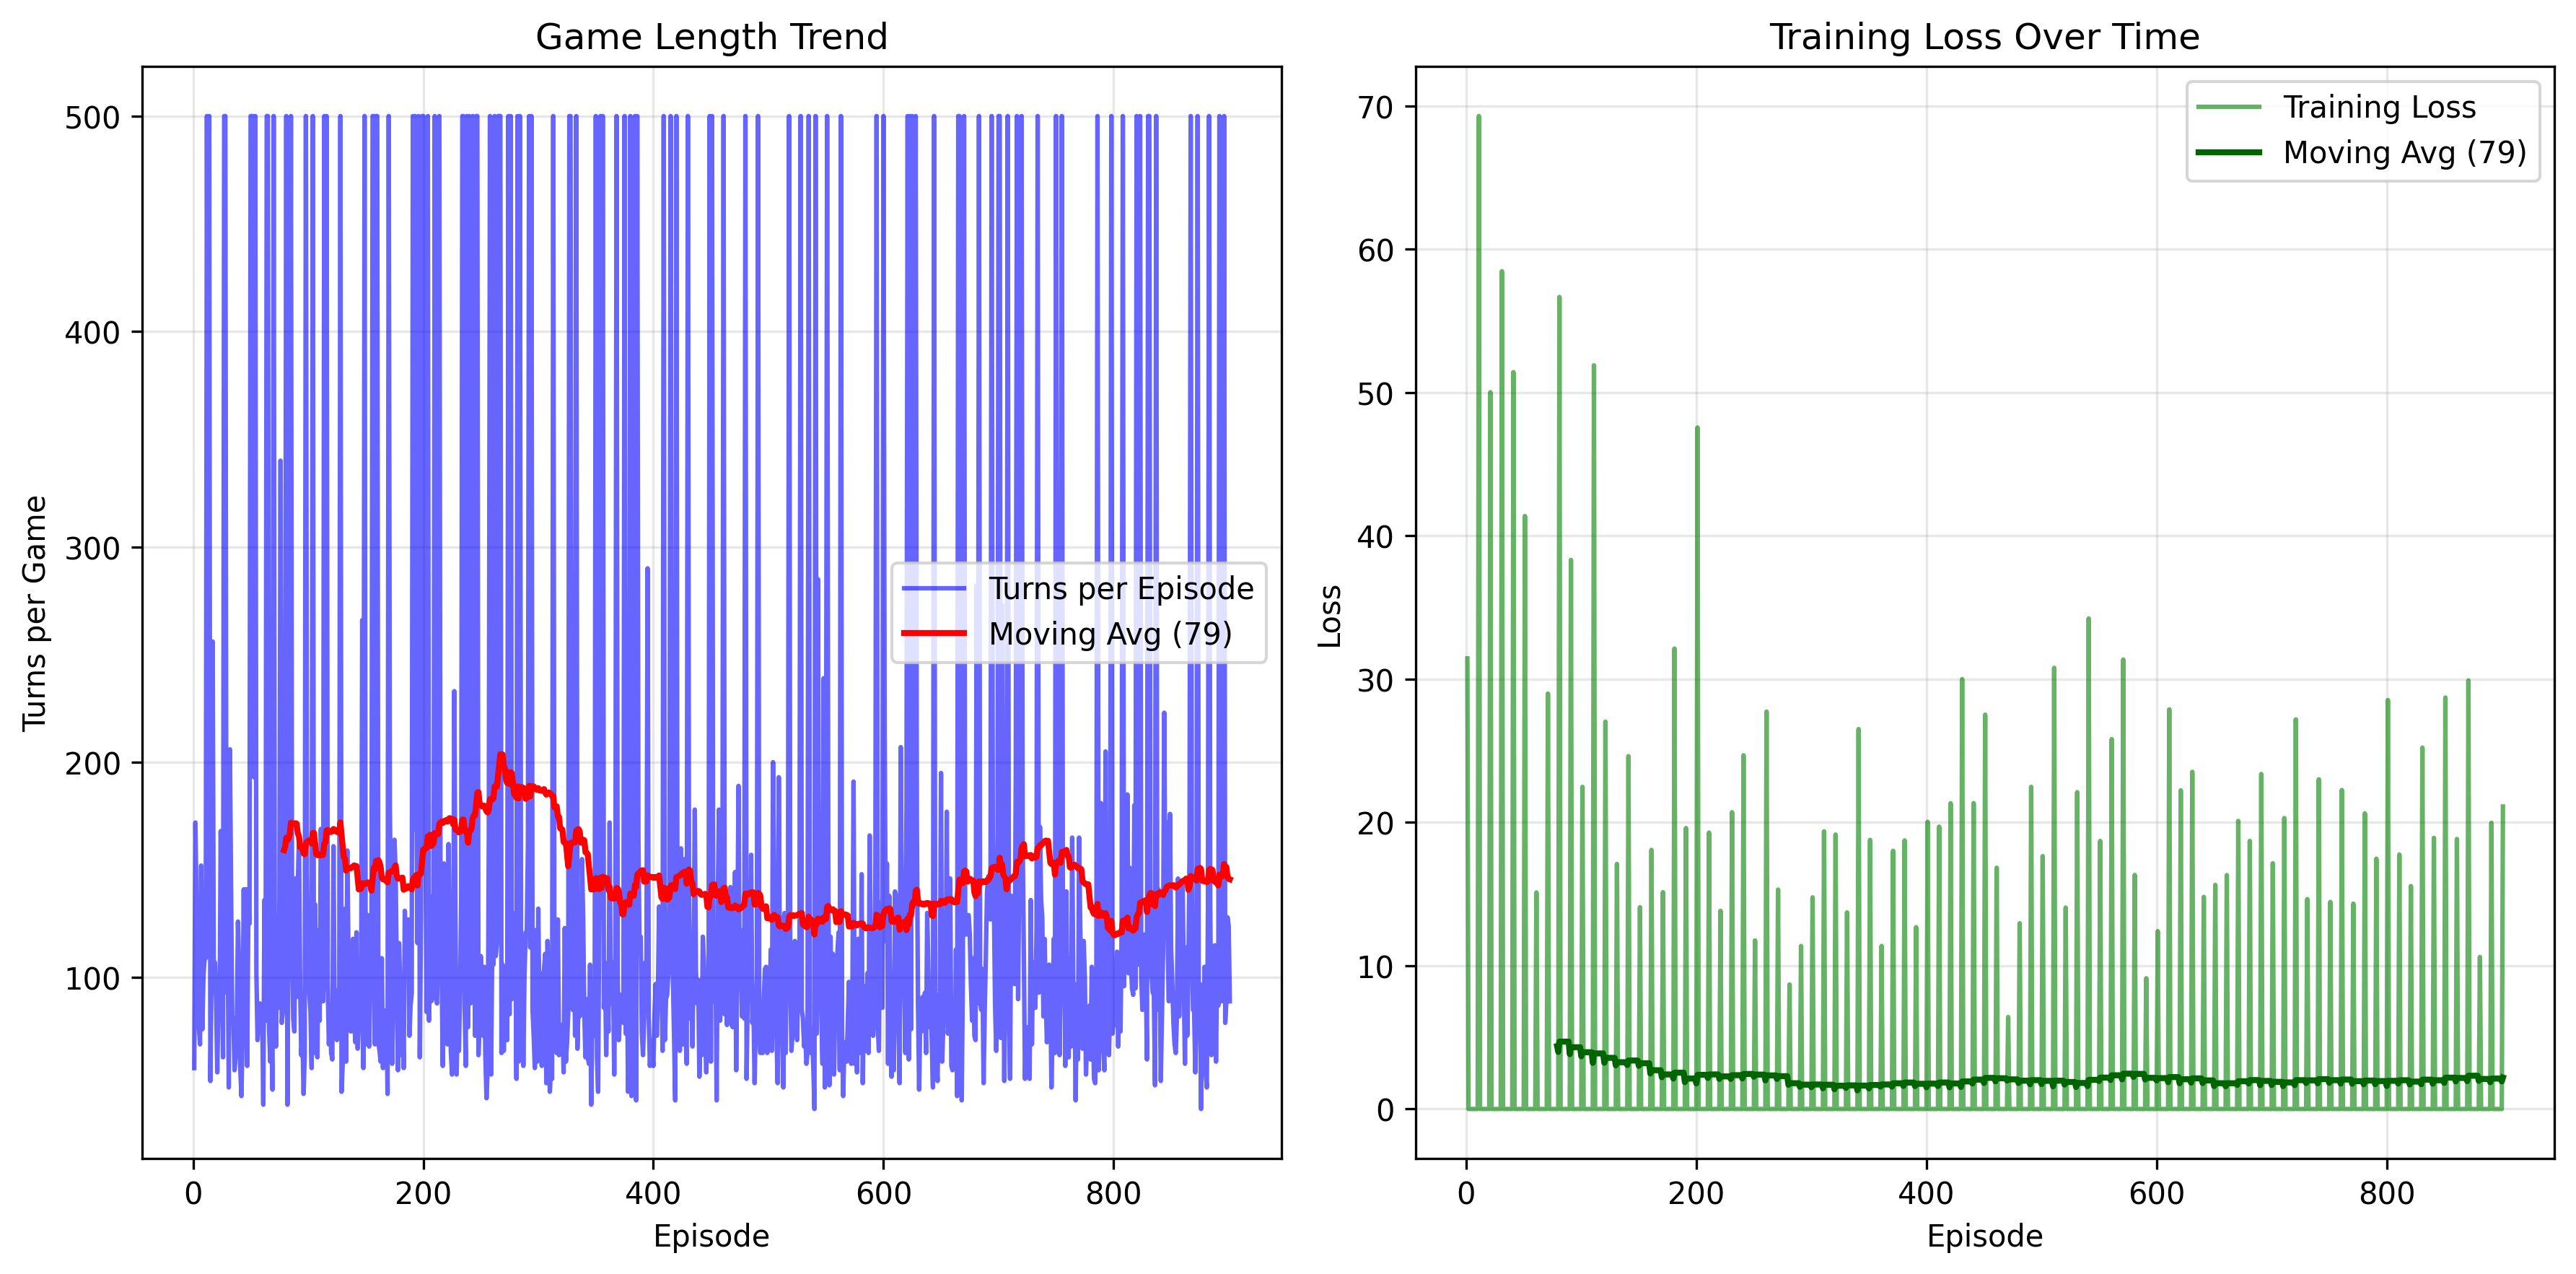 Game Length Trend
Turns per Game
500
400
300
200
100
Turns per Episode
Moving Avg (79)
0
200
400
600
800
Episode
Training Loss Over Time
Loss
70
60
50
40
30
20
10
0
Training Loss
Moving Avg (79)
0
200
400
600
800
Episode